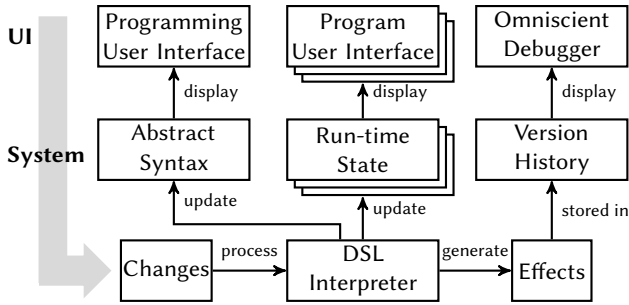 UI
Programming
User Interface
Program
User Interface
Omniscient
Debugger
display
display
display
System
Abstract
Syntax
Run-time
State
Version
History
update
update
stored in
Changes
process
DSL
Interpreter
generate
Effects